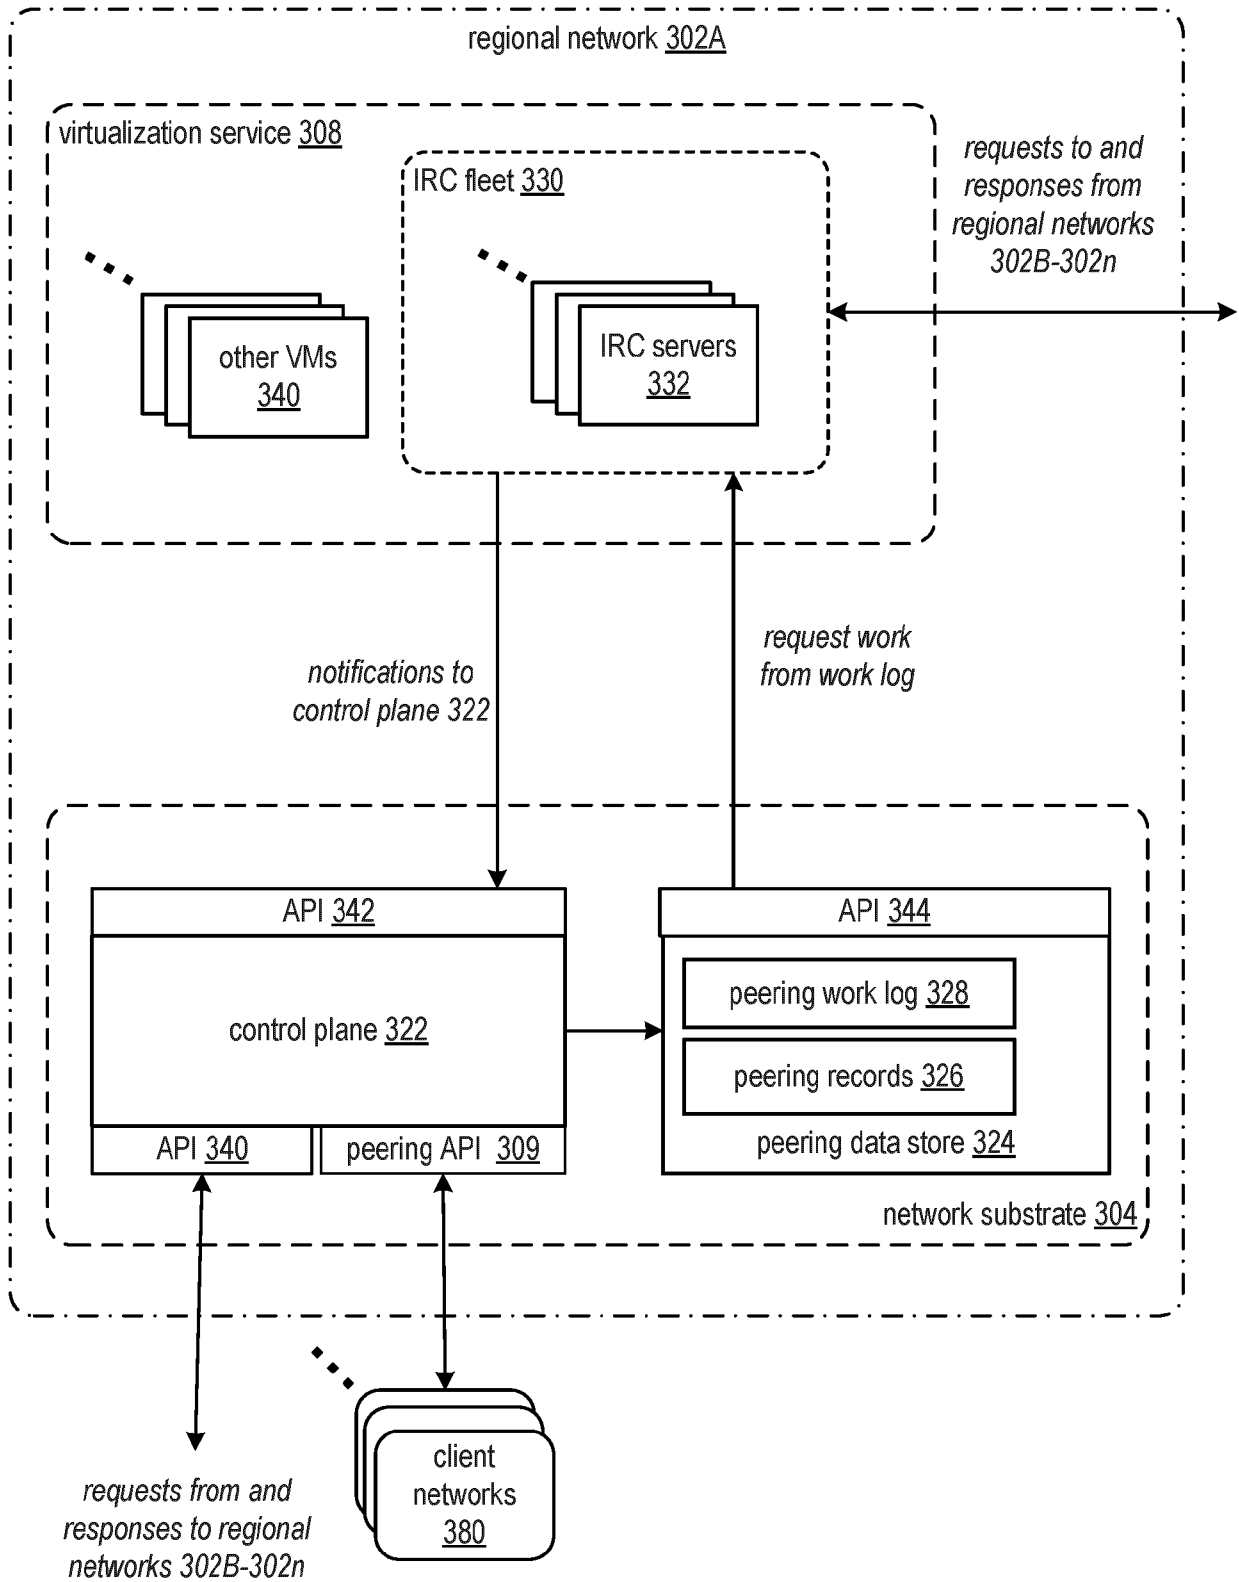 regional network 302A
virtualization service 308
IRC fleet 330
requests to and
responses from
regional networks
302B-302n
other VMs
340
IRC servers
332
request work
from work log
notifications to
control plane 322
API 342
API 344
peering work log 328
control plane 322
peering records 326
peering data store 324
API 340
peering API 309
network substrate 304
client
networks
380
requests from and
responses to regional
networks 302B-302n